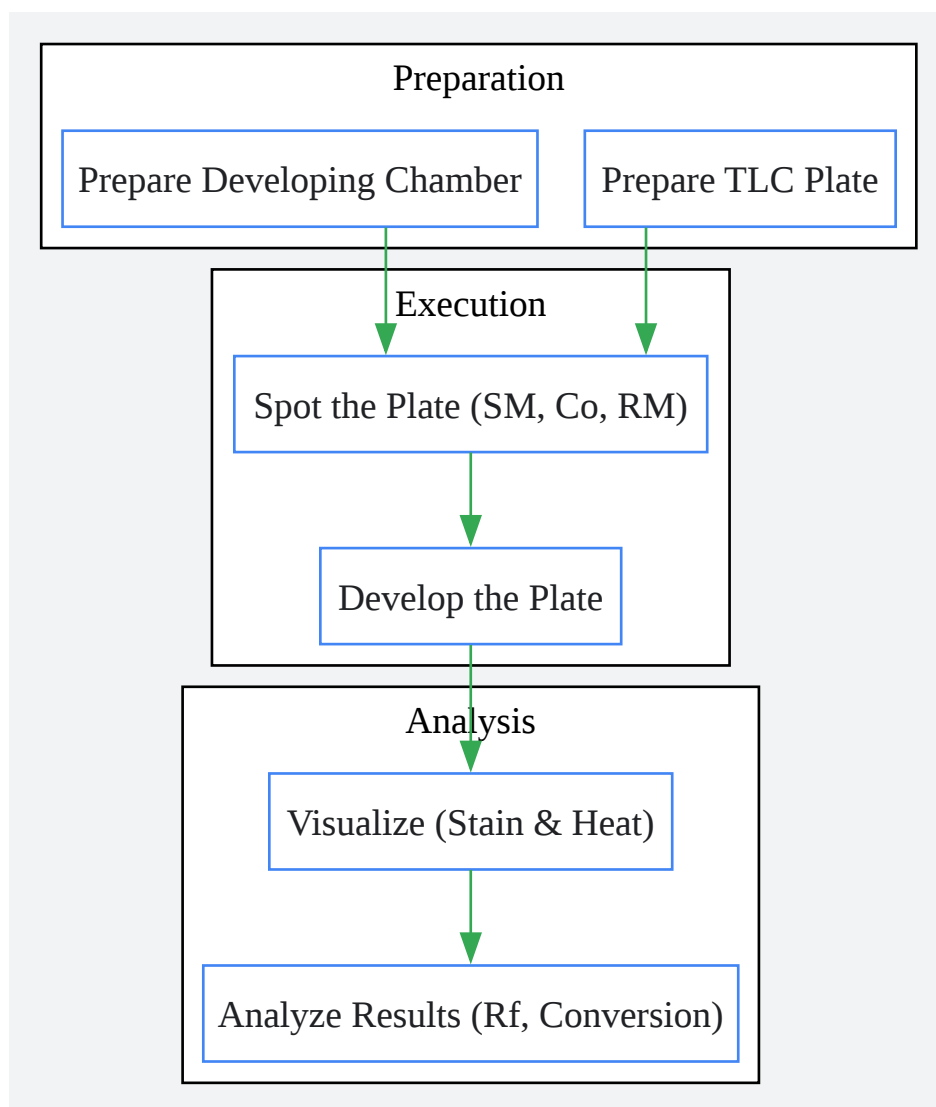 Preparation
Prepare Developing Chamber
Prepare TLC Plate
Execution
Spot the Plate (SM, Co, RM)
Develop the Plate
Analysis
Visualize (Stain & Heat)
Analyze Results (Rf, Conversion)